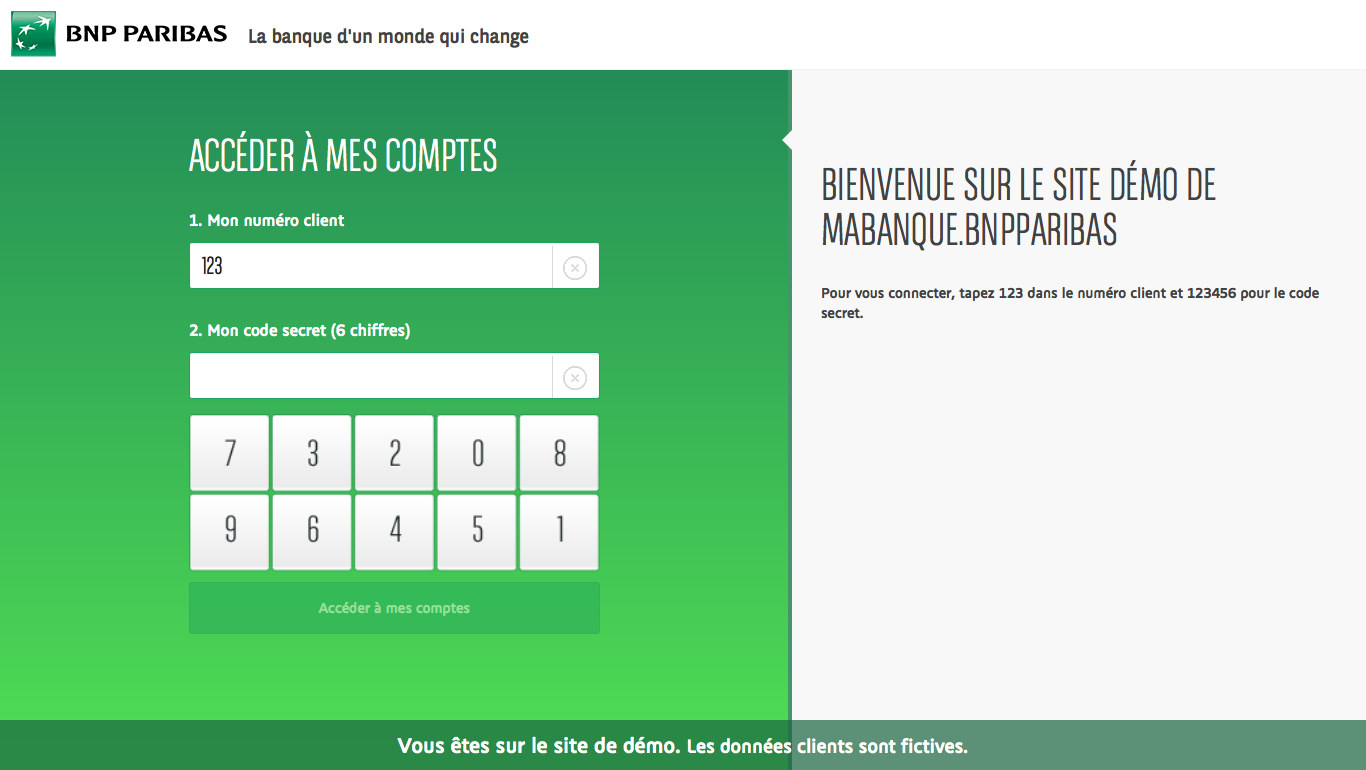 BNP PARIBAS La banque d'un monde qui change
ACCÉDER À MES COMPTES
1. Mon numéro client
123
2. Mon code secret (6 chiffres)
7 3 2 0 8
9 6 4 5 1
Accéder à mes comptes
BIENVENUE SUR LE SITE DÉMO DE
MABANQUE.BNPPARIBAS
Pour vous connecter, tapez 123 dans le numéro client et 123456 pour le code
secret.
Vous êtes sur le site de démo. Les données clients sont fictives.